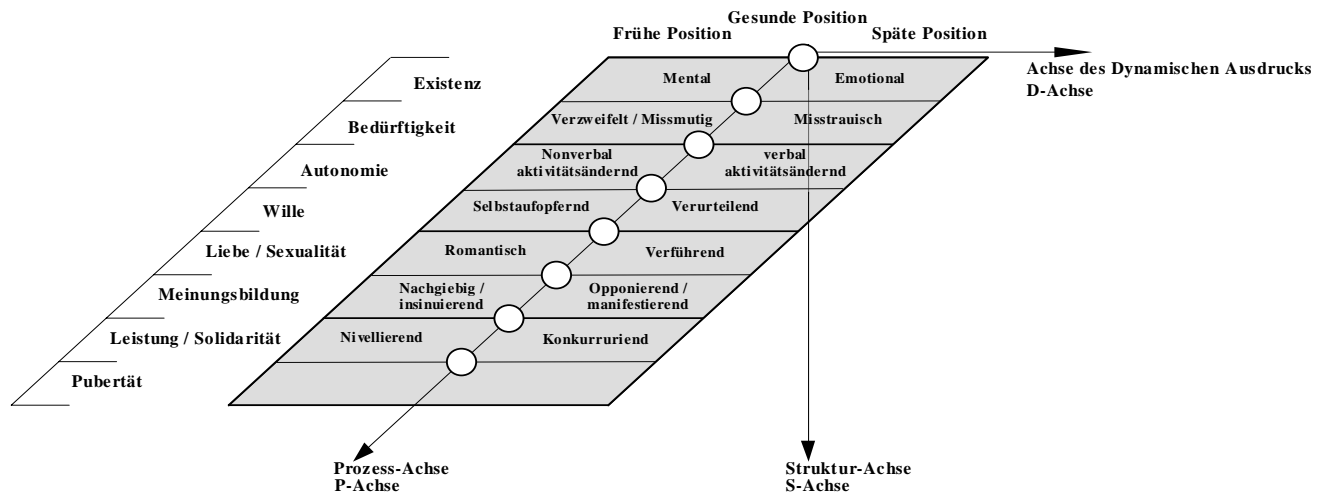 Gesunde Position
Frühe Position
Späte Position
Achse des Dynamischen Ausdrucks
D-Achse
Existenz
Mental
Emotional
Bedürftigkeit
Verzweifelt / Missmutig
Misstrauisch
Autonomie
Nonverbal
aktivitätsändernd
verbal
aktivitätsändernd
Wille
Selbstaufopfernd
Verurteilend
Liebe / Sexualität
Romantisch
Verführend
Meinungsbildung
Nachgiebig /
insinuierend
Opponierend /
manifestierend
Leistung / Solidarität
Nivellierend
Konkurruriend
Pubertät
Prozess-Achse
P-Achse
Struktur-Achse
S-Achse